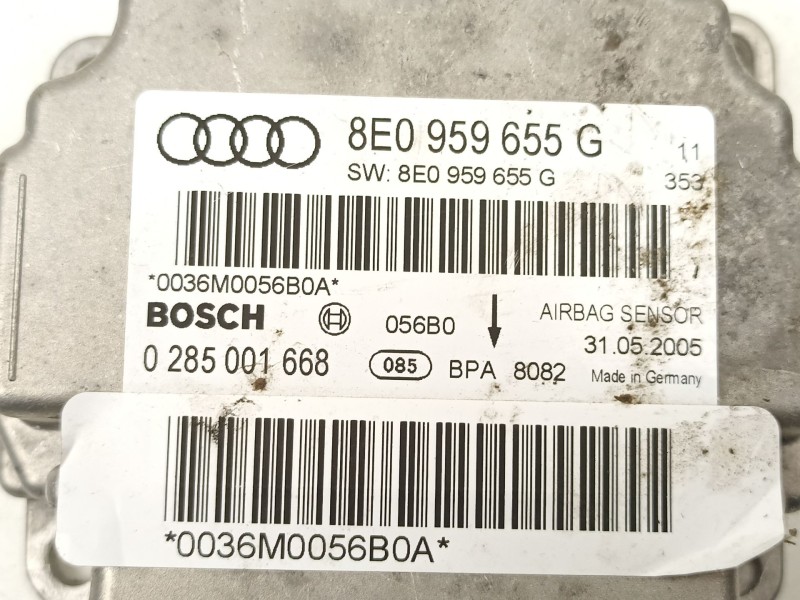 8E0 959 655 G 11
SW: 8E0 959 655 G 353
*0036M0056B0A*
BOSCH 056B0 AIRBAG SENSOR
31.05.2005
0 285 001 668 085 BPA 8082 Made in Germany
*0036M0056B0A*